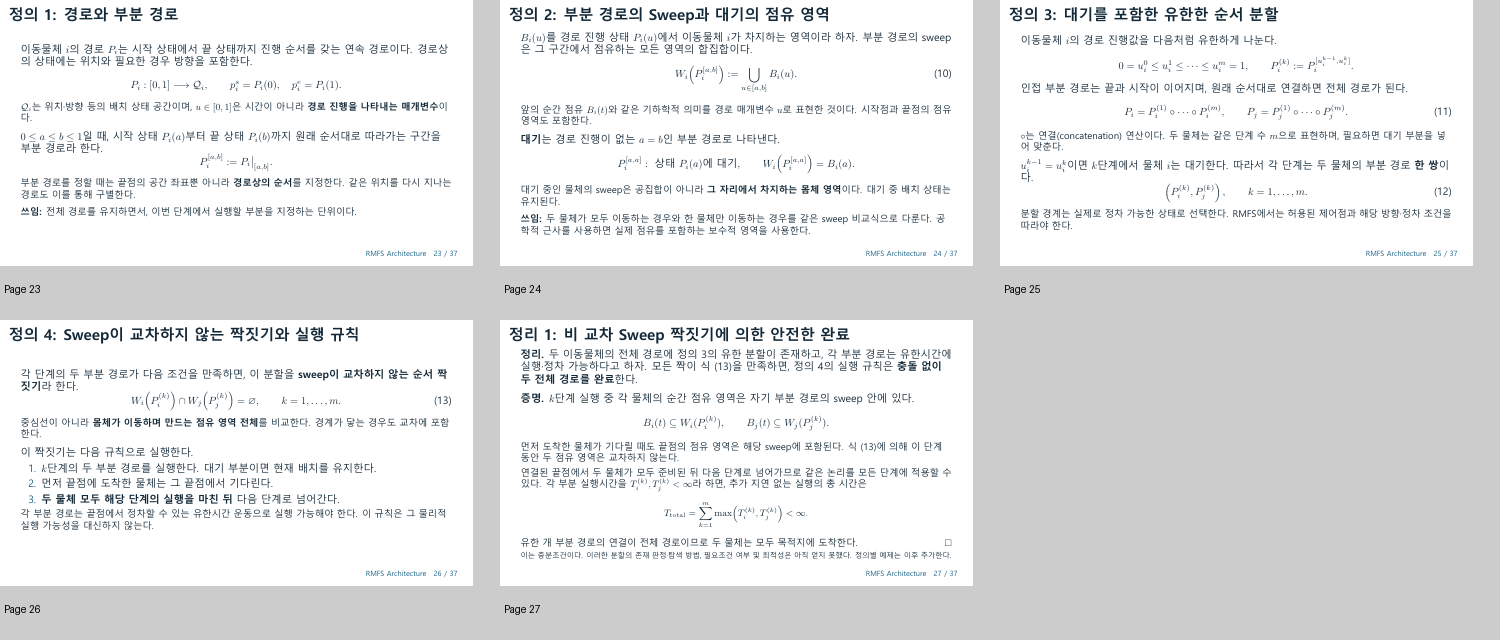 정의 1: 경로와 부분 경로
이동물체 i의 경로 P_i는 시작 상태에서 끝 상태까지 진행 순서를 갖는 연속 경로이다. 경로상
의 상태에는 위치와 필요한 경우 방향을 포함한다.
P_i : [0, 1] ⟶ 𝒬_i,  p_i^s = P_i(0),  p_i^e = P_i(1).
𝒬_i는 위치·방향 등의 배치 상태 공간이며, u ∈ [0, 1]은 시간이 아니라 경로 진행을 나타내는 매개변수이
다.
0 ≤ a ≤ b ≤ 1일 때, 시작 상태 P_i(a)부터 끝 상태 P_i(b)까지 원래 순서대로 따라가는 구간을
부분 경로라 한다.
P_i^{[a,b]} := P_i|_{[a,b]}.
부분 경로를 정할 때는 끝점의 공간 좌표뿐 아니라 경로상의 순서를 지정한다. 같은 위치를 다시 지나는
경로도 이를 통해 구별한다.
쓰임: 전체 경로를 유지하면서, 이번 단계에서 실행할 부분을 지정하는 단위이다.
RMFS Architecture 23 / 37
Page 23
정의 2: 부분 경로의 Sweep과 대기의 점유 영역
B_i(u)를 경로 진행 상태 P_i(u)에서 이동물체 i가 차지하는 영역이라 하자. 부분 경로의 sweep
은 그 구간에서 점유하는 모든 영역의 합집합이다.
W_i(P_i^{[a,b]}) := ⋃_{u∈[a,b]} B_i(u). (10)
앞의 순간 점유 B_i(t)와 같은 기하학적 의미를 경로 매개변수 u로 표현한 것이다. 시작점과 끝점의 점유
영역도 포함한다.
대기는 경로 진행이 없는 a = b인 부분 경로로 나타낸다.
P_i^{[a,a]} : 상태 P_i(a)에 대기,  W_i(P_i^{[a,a]}) = B_i(a).
대기 중인 물체의 sweep은 공집합이 아니라 그 자리에서 차지하는 몸체 영역이다. 대기 중 배치 상태는
유지된다.
쓰임: 두 물체가 모두 이동하는 경우와 한 물체만 이동하는 경우를 같은 sweep 비교식으로 다룬다. 공
학적 근사를 사용하면 실제 점유를 포함하는 보수적 영역을 사용한다.
RMFS Architecture 24 / 37
Page 24
정의 3: 대기를 포함한 유한한 순서 분할
이동물체 i의 경로 진행값을 다음처럼 유한하게 나눈다.
0 = u_i^0 ≤ u_i^1 ≤ ··· ≤ u_i^m = 1,  P_i^{(k)} := P_i^{[u_i^{k−1}, u_i^k]}.
인접 부분 경로는 끝과 시작이 이어지며, 원래 순서대로 연결하면 전체 경로가 된다.
P_i = P_i^{(1)} ∘ ··· ∘ P_i^{(m)},  P_j = P_j^{(1)} ∘ ··· ∘ P_j^{(m)}. (11)
∘는 연결(concatenation) 연산이다. 두 물체는 같은 단계 수 m으로 표현하며, 필요하면 대기 부분을 넣
어 맞춘다.
u_i^{k−1} = u_i^k이면 k단계에서 물체 i는 대기한다. 따라서 각 단계는 두 물체의 부분 경로 한 쌍이
다.
(P_i^{(k)}, P_j^{(k)}),  k = 1, . . . , m. (12)
분할 경계는 실제로 정차 가능한 상태로 선택한다. RMFS에서는 허용된 제어점과 해당 방향·정차 조건을
따라야 한다.
RMFS Architecture 25 / 37
Page 25
정의 4: Sweep이 교차하지 않는 짝짓기와 실행 규칙
각 단계의 두 부분 경로가 다음 조건을 만족하면, 이 분할을 sweep이 교차하지 않는 순서 짝
짓기라 한다.
W_i(P_i^{(k)}) ∩ W_j(P_j^{(k)}) = ∅,  k = 1, . . . , m. (13)
중심선이 아니라 몸체가 이동하며 만드는 점유 영역 전체를 비교한다. 경계가 닿는 경우도 교차에 포함
한다.
이 짝짓기는 다음 규칙으로 실행한다.
1. k단계의 두 부분 경로를 실행한다. 대기 부분이면 현재 배치를 유지한다.
2. 먼저 끝점에 도착한 물체는 그 끝점에서 기다린다.
3. 두 물체 모두 해당 단계의 실행을 마친 뒤 다음 단계로 넘어간다.
각 부분 경로는 끝점에서 정차할 수 있는 유한시간 운동으로 실행 가능해야 한다. 이 규칙은 그 물리적
실행 가능성을 대신하지 않는다.
RMFS Architecture 26 / 37
Page 26
정리 1: 비 교차 Sweep 짝짓기에 의한 안전한 완료
정리. 두 이동물체의 전체 경로에 정의 3의 유한 분할이 존재하고, 각 부분 경로는 유한시간에
실행·정차 가능하다고 하자. 모든 짝이 식 (13)을 만족하면, 정의 4의 실행 규칙은 충돌 없이
두 전체 경로를 완료한다.
증명. k단계 실행 중 각 물체의 순간 점유 영역은 자기 부분 경로의 sweep 안에 있다.
B_i(t) ⊆ W_i(P_i^{(k)}),  B_j(t) ⊆ W_j(P_j^{(k)}).
먼저 도착한 물체가 기다릴 때도 끝점의 점유 영역은 해당 sweep에 포함된다. 식 (13)에 의해 이 단계
동안 두 점유 영역은 교차하지 않는다.
연결된 끝점에서 두 물체가 모두 준비된 뒤 다음 단계로 넘어가므로 같은 논리를 모든 단계에 적용할 수
있다. 각 부분 실행시간을 T_i^{(k)}, T_j^{(k)} < ∞라 하면, 추가 지연 없는 실행의 총 시간은
T_total = ∑_{k=1}^{m} max(T_i^{(k)}, T_j^{(k)}) < ∞.
유한 개 부분 경로의 연결이 전체 경로이므로 두 물체는 모두 목적지에 도착한다. □
이는 충분조건이다. 이러한 분할의 존재 판정·탐색 방법, 필요조건 여부 및 최적성은 아직 얻지 못했다. 정의별 예제는 이후 추가한다.
RMFS Architecture 27 / 37
Page 27